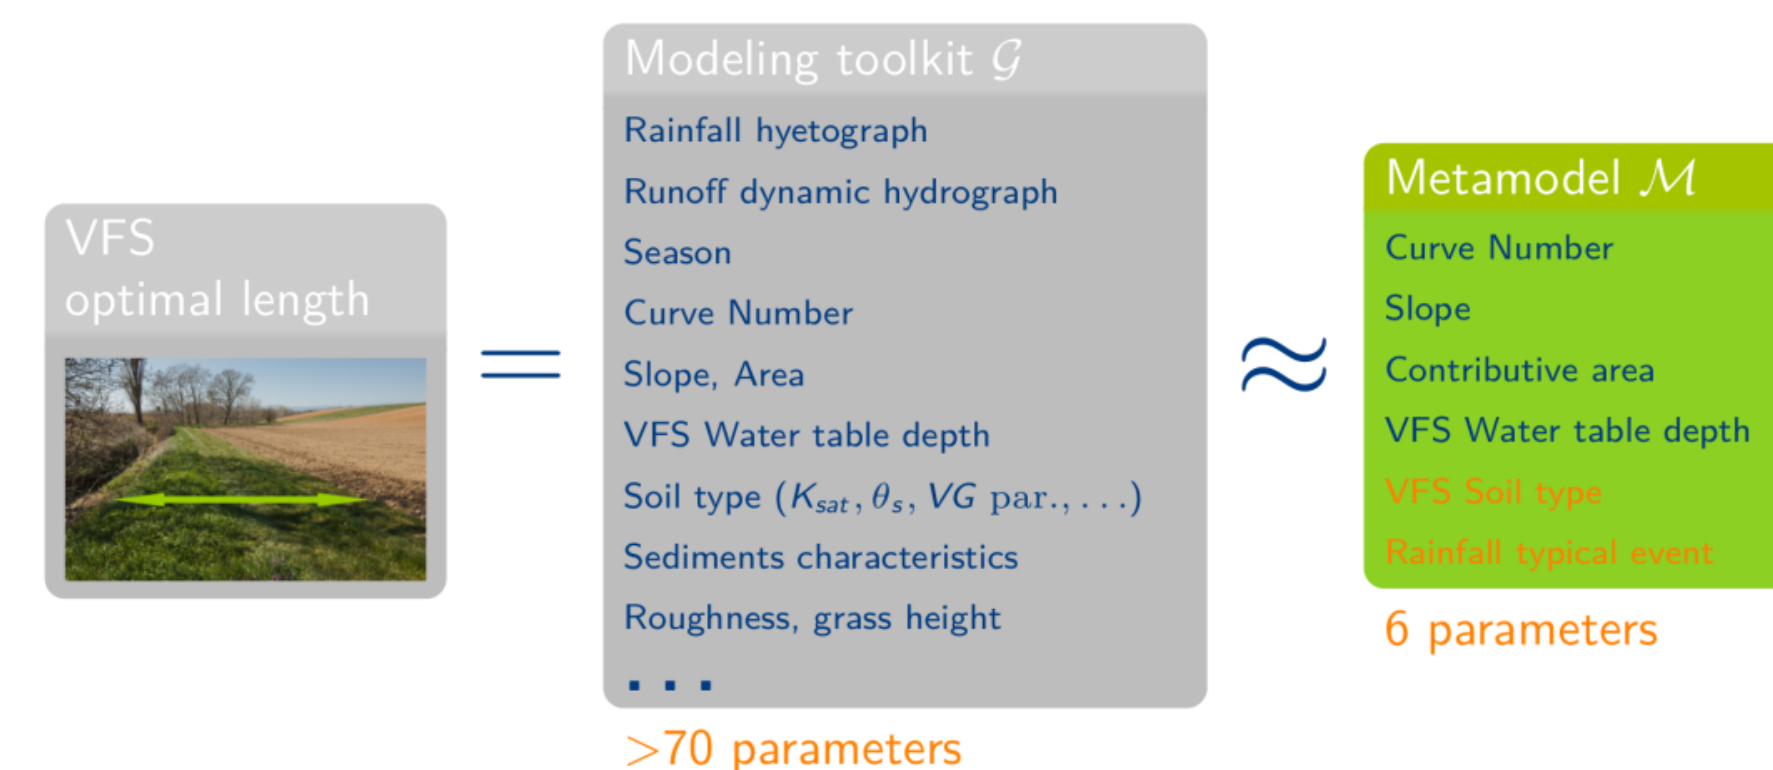 VFS
optimal length
=
Modeling toolkit 𝒢
Rainfall hyetograph
Runoff dynamic hydrograph
Season
Curve Number
Slope, Area
VFS Water table depth
Soil type (K_sat, θ_s, VG par., ...)
Sediments characteristics
Roughness, grass height
...
>70 parameters
≈
Metamodel ℳ
Curve Number
Slope
Contributive area
VFS Water table depth
VFS Soil type
Rainfall typical event
6 parameters